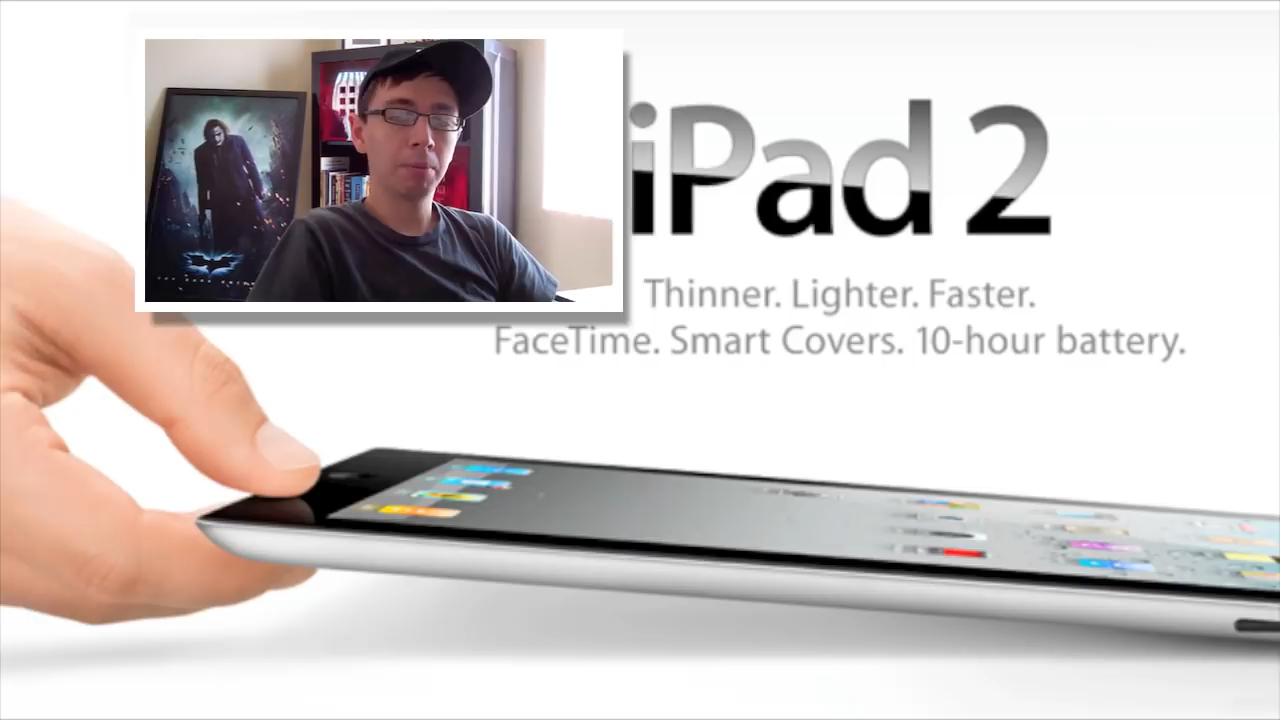 iPad 2
Thinner. Lighter. Faster.
FaceTime. Smart Covers. 10-hour battery.